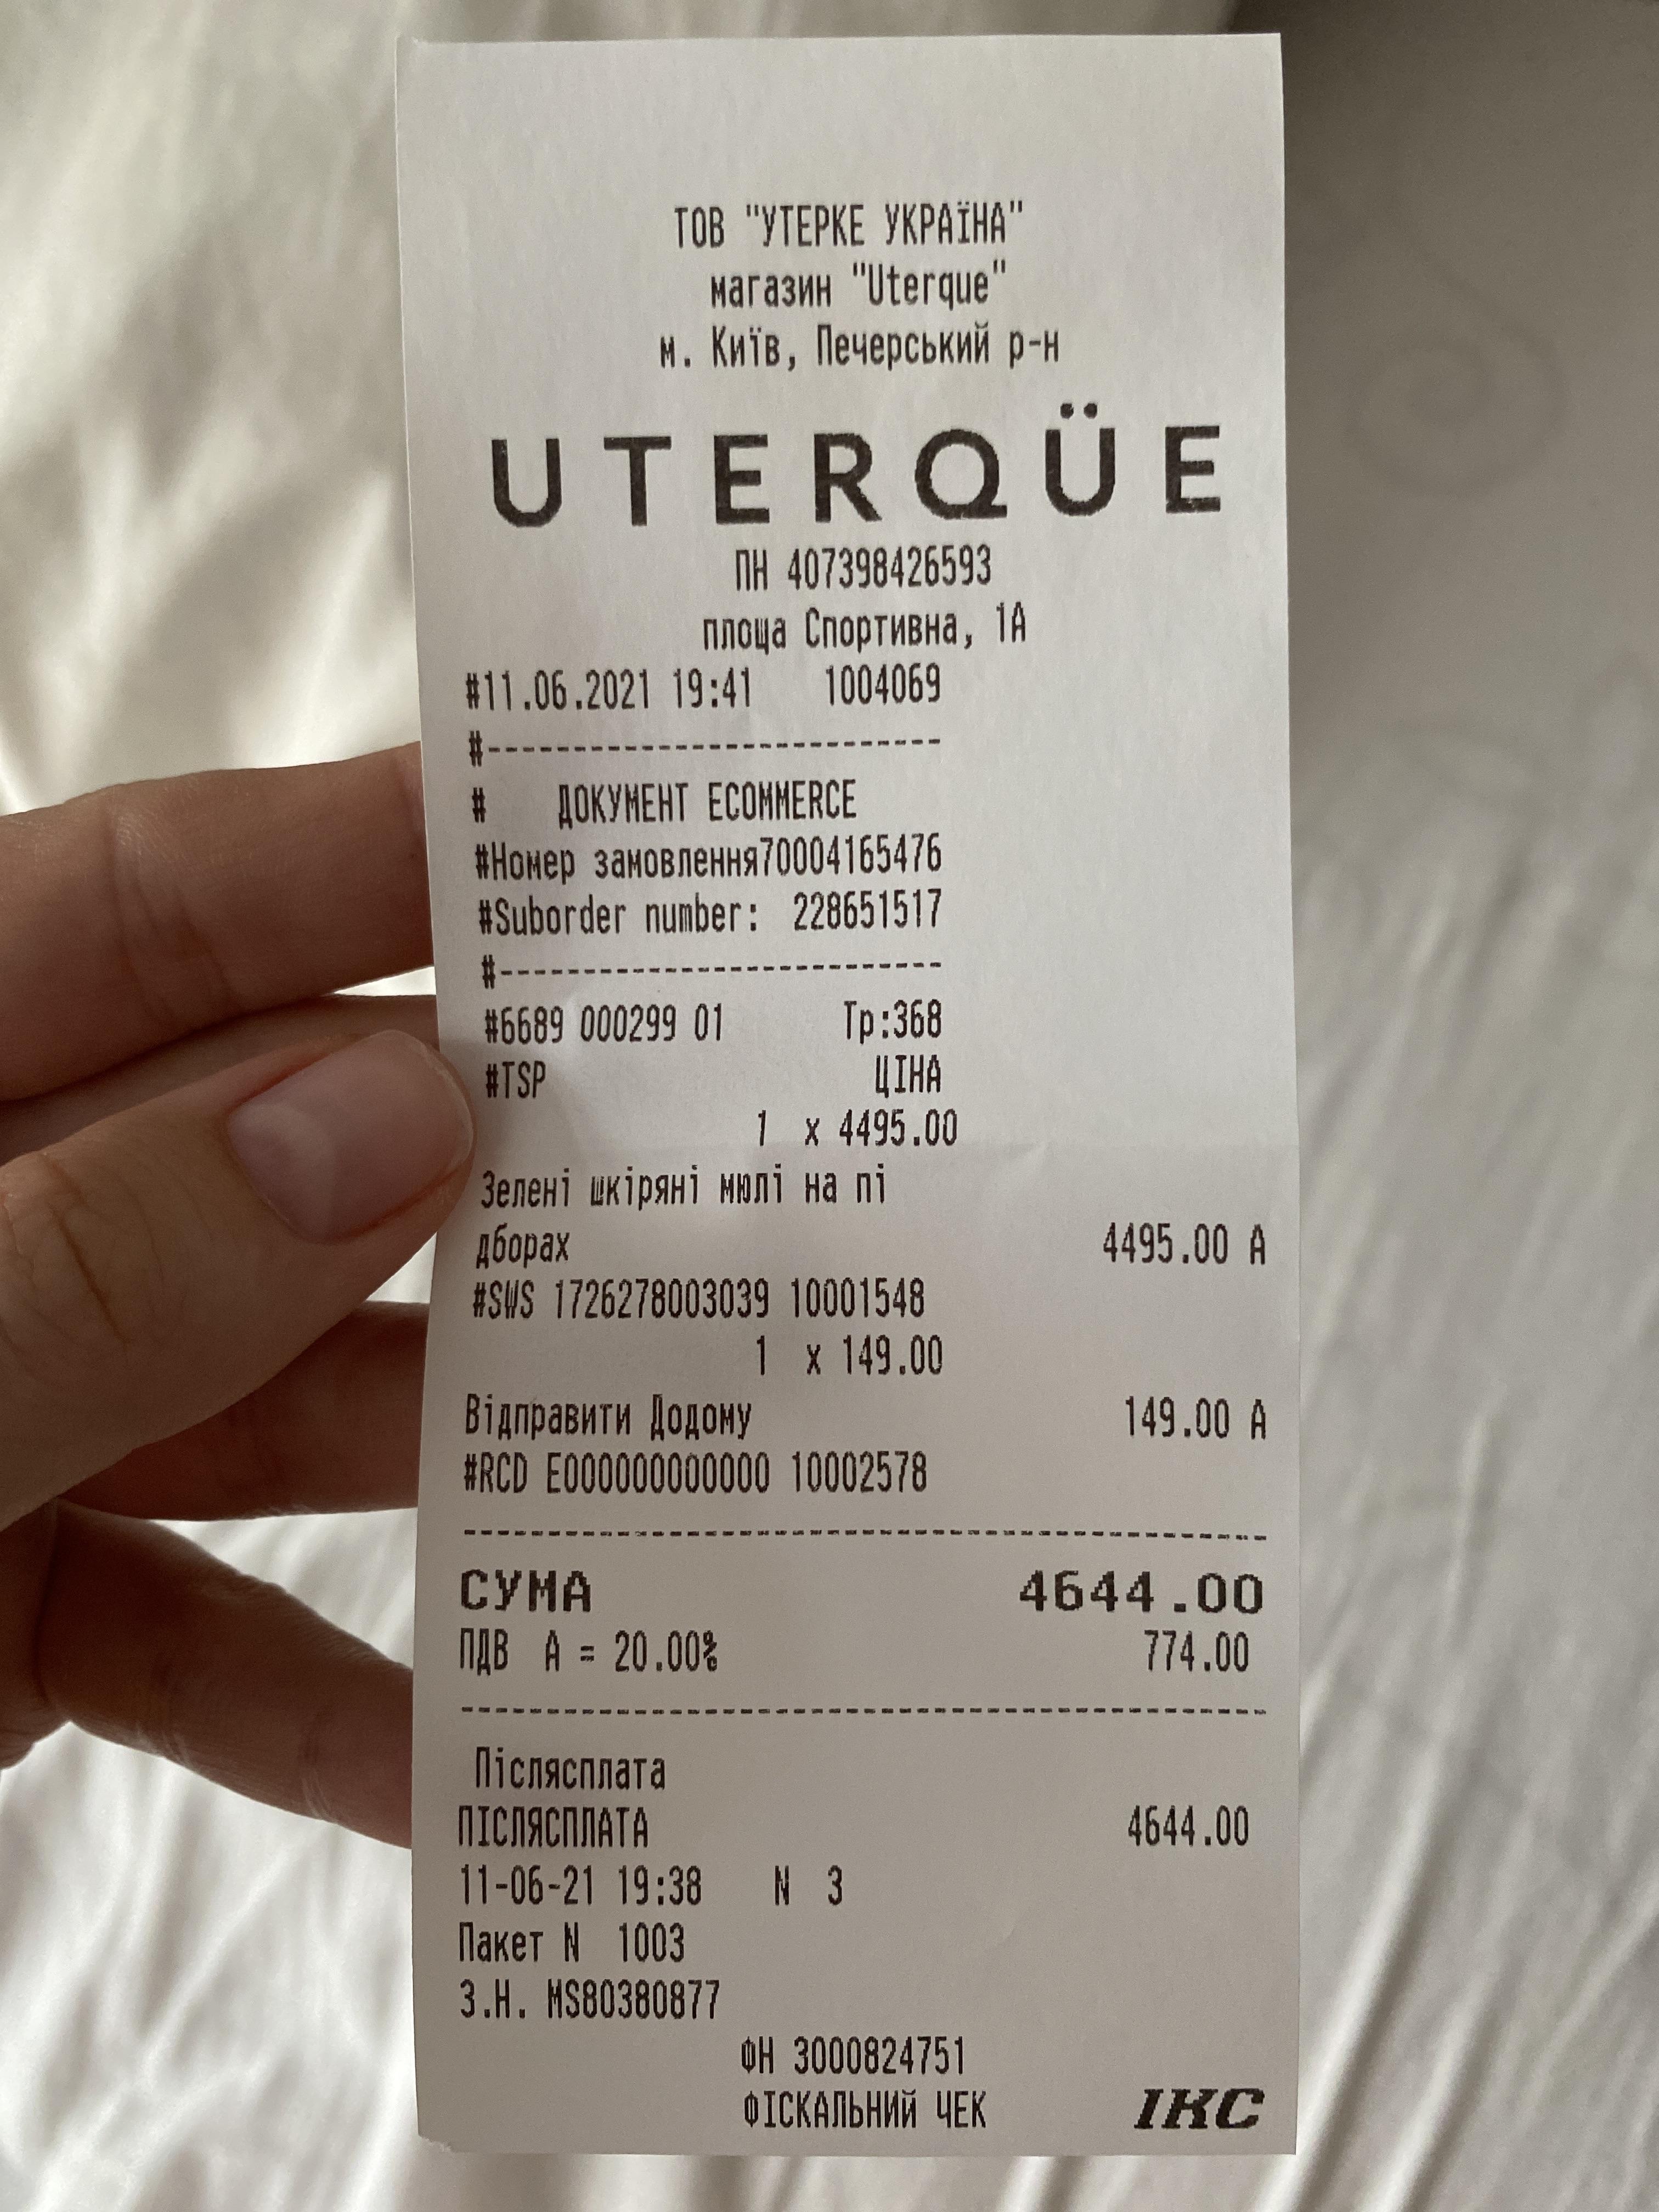 ТОВ "УТЕРКЕ УКРАЇНА"
магазин "Uterque"
м. Київ, Печерський р-н
UTERQÜE
ПН 407398426593
площа Спортивна, 1А
#11.06.2021 19:41 1004069
#---------------------------
# ДОКУМЕНТ ECOMMERCE
#Номер замовлення70004165476
#Suborder number: 228651517
#---------------------------
#6689 000299 01 Тр:368
#TSP ЦІНА
1 x 4495.00
Зелені шкіряні мюлі на пі
дборах 4495.00 А
#SWS 1726278003039 10001548
1 x 149.00
Відправити Додому 149.00 А
#RCD E000000000000 10002578
--------------------------------------
СУМА 4644.00
ПДВ А = 20.00% 774.00
--------------------------------------
Післясплата
ПІСЛЯСПЛАТА 4644.00
11-06-21 19:38 N 3
Пакет N 1003
З.Н. MS80380877
ФН 3000824751
ФІСКАЛЬНИЙ ЧЕК IKC